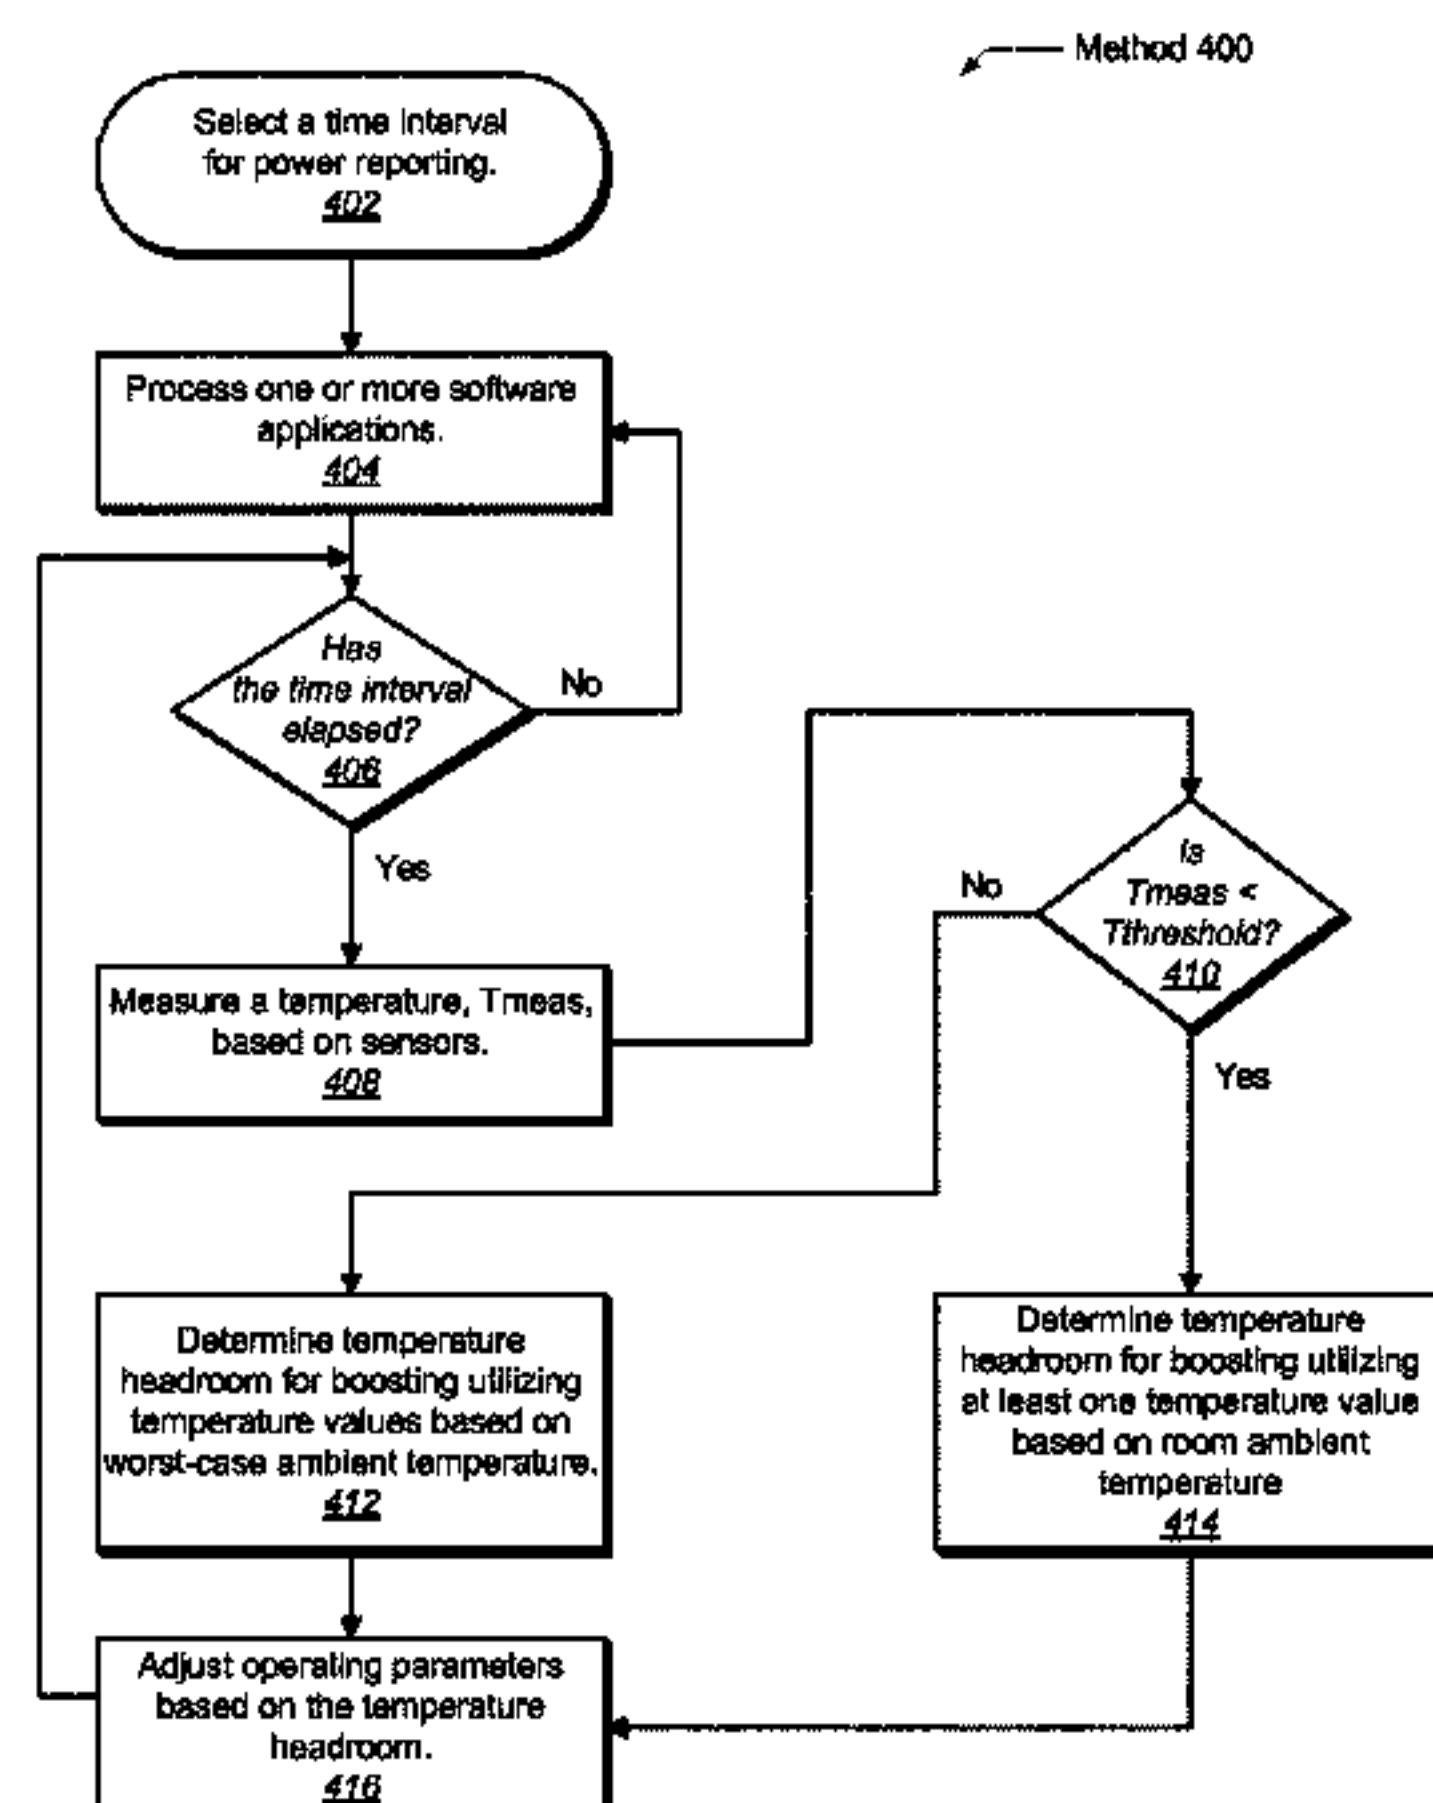 Method 400
Select a time interval
for power reporting.
402
Process one or more software
applications.
404
Has
the time interval
elapsed?
406
No
Yes
Measure a temperature, Tmeas,
based on sensors.
408
Is
Tmeas <
Tthreshold?
410
No
Yes
Determine temperature
headroom for boosting utilizing
temperature values based on
worst-case ambient temperature.
412
Determine temperature
headroom for boosting utilizing
at least one temperature value
based on room ambient
temperature
414
Adjust operating parameters
based on the temperature
headroom.
416